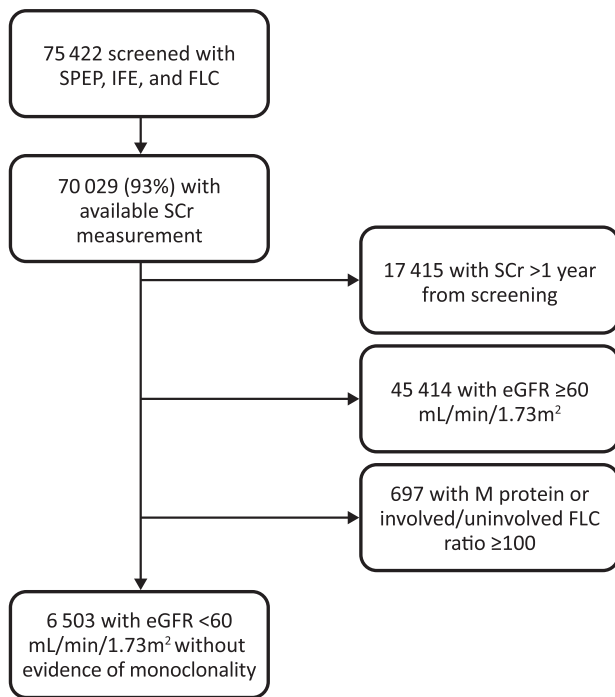 75 422 screened with
SPEP, IFE, and FLC
70 029 (93%) with
available SCr
measurement
17 415 with SCr >1 year
from screening
45 414 with eGFR ≥60
mL/min/1.73m²
697 with M protein or
involved/uninvolved FLC
ratio ≥100
6 503 with eGFR <60
mL/min/1.73m² without
evidence of monoclonality